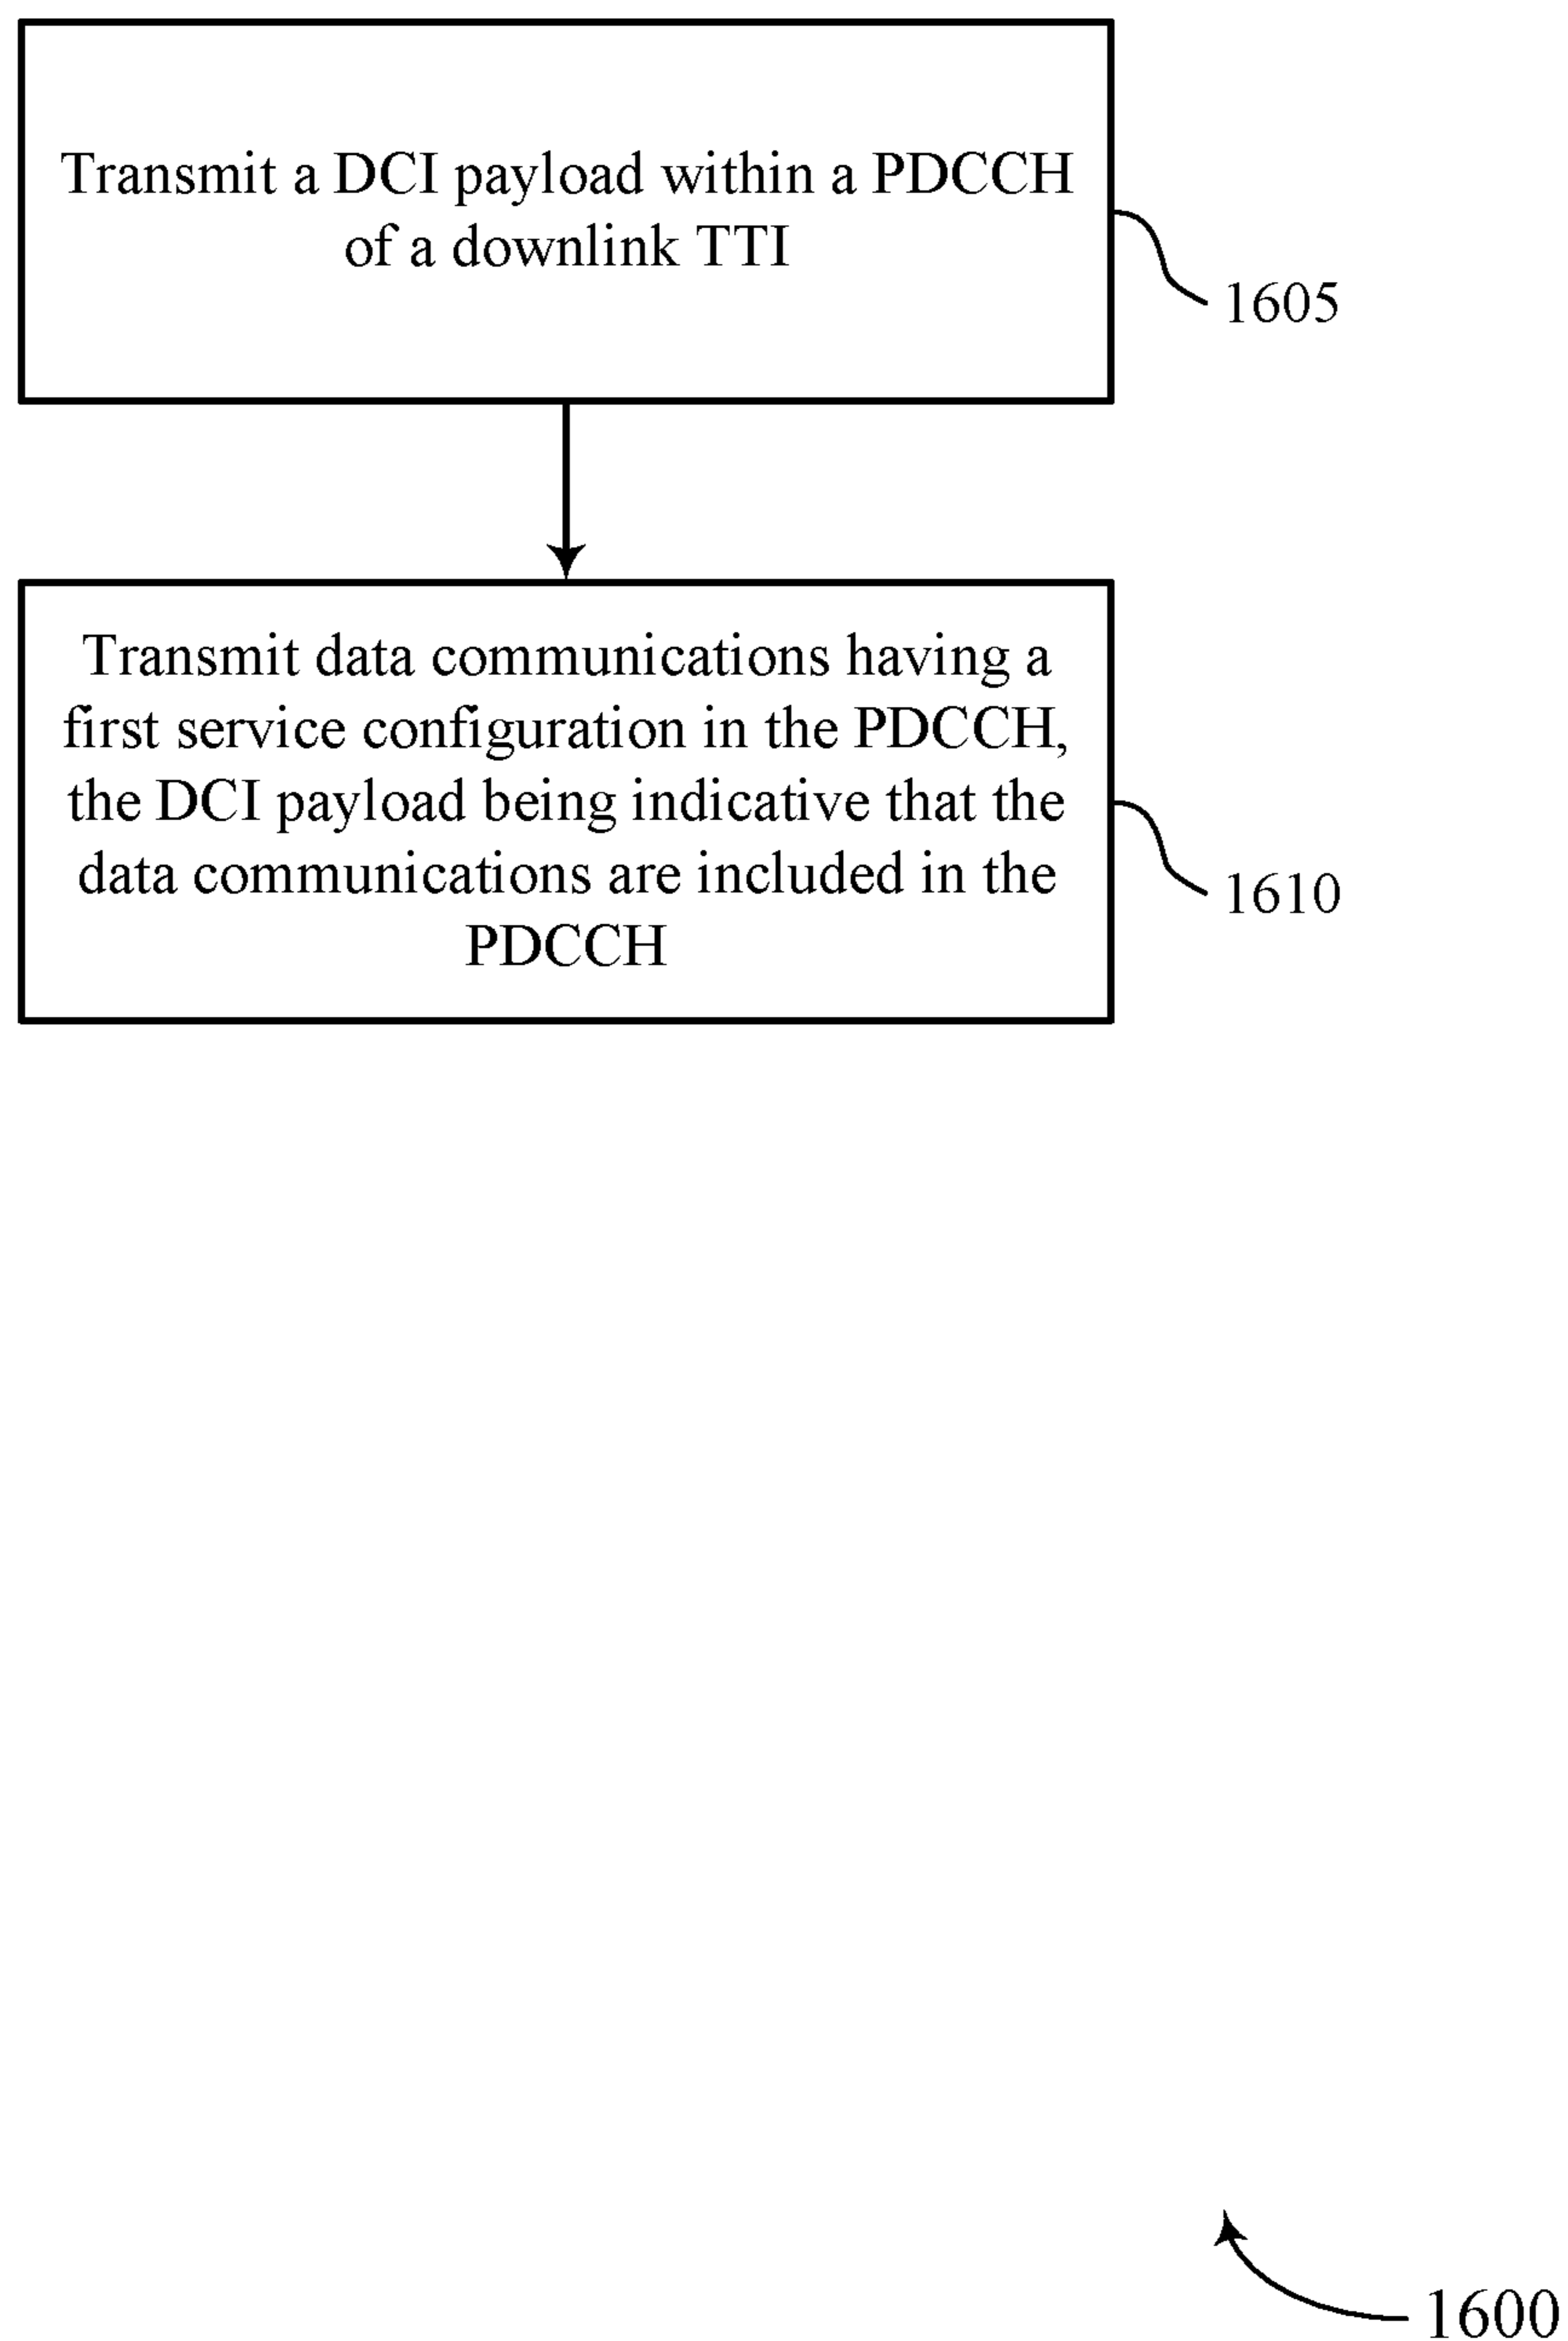 Transmit a DCI payload within a PDCCH
of a downlink TTI
1605
Transmit data communications having a
first service configuration in the PDCCH,
the DCI payload being indicative that the
data communications are included in the
PDCCH
1610
1600